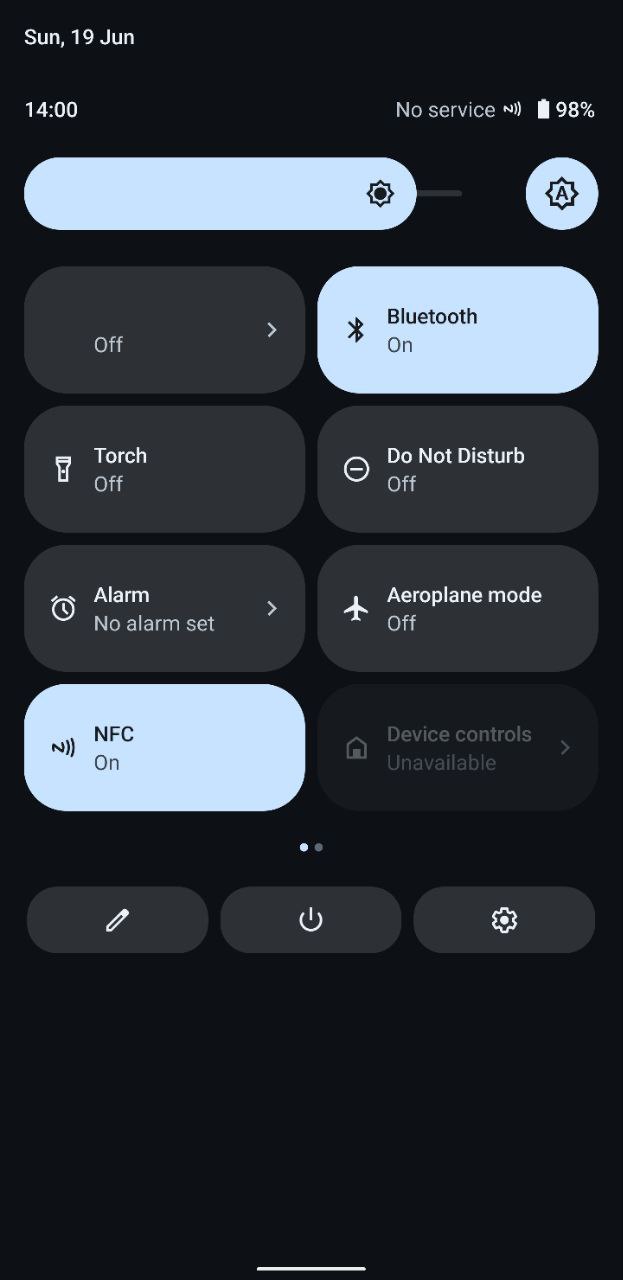 Sun, 19 Jun
14:00
No service 98%
A
Off
Bluetooth
On
Torch
Off
Do Not Disturb
Off
Alarm
No alarm set
Aeroplane mode
Off
NFC
On
Device controls
Unavailable